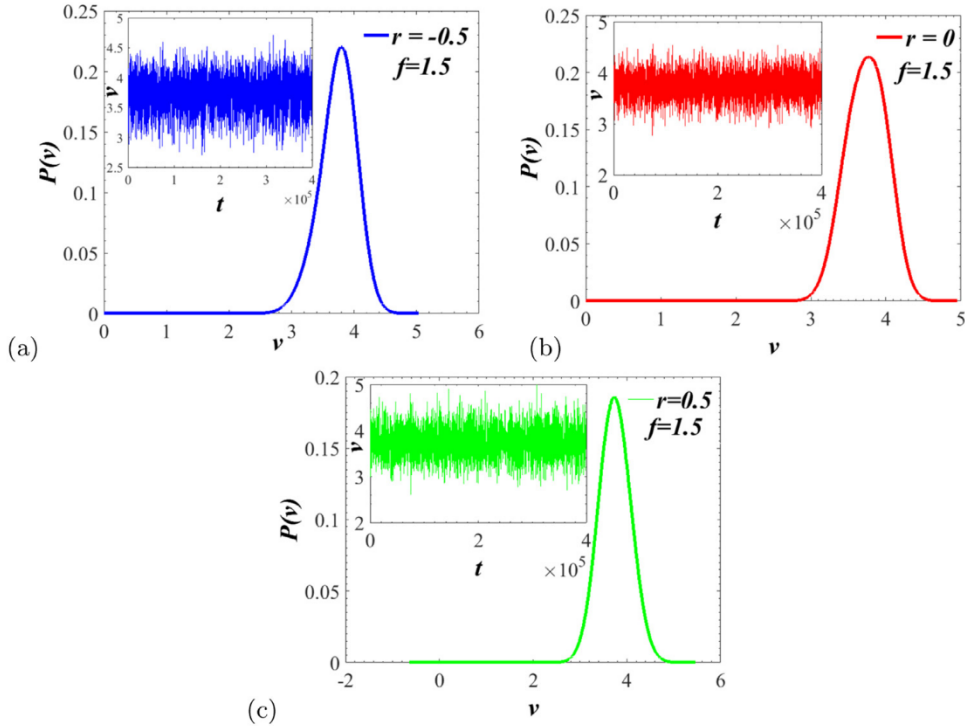 r = -0.5
f=1.5
P(v)
0.25
0.2
0.15
0.1
0.05
0
0 1 2 3 4 5 6
v
v
5
4.5
4
3.5
3
2.5
0 1 2 3 4
×10⁵
t
(a)
r = 0
f=1.5
P(v)
0.25
0.2
0.15
0.1
0.05
0
0 1 2 3 4 5
v
v
5
4
3
2
0 2 4
×10⁵
t
(b)
r=0.5
f=1.5
P(v)
0.2
0.15
0.1
0.05
0
-2 0 2 4 6
v
v
5
4
3
2
0 2 4
×10⁵
t
(c)